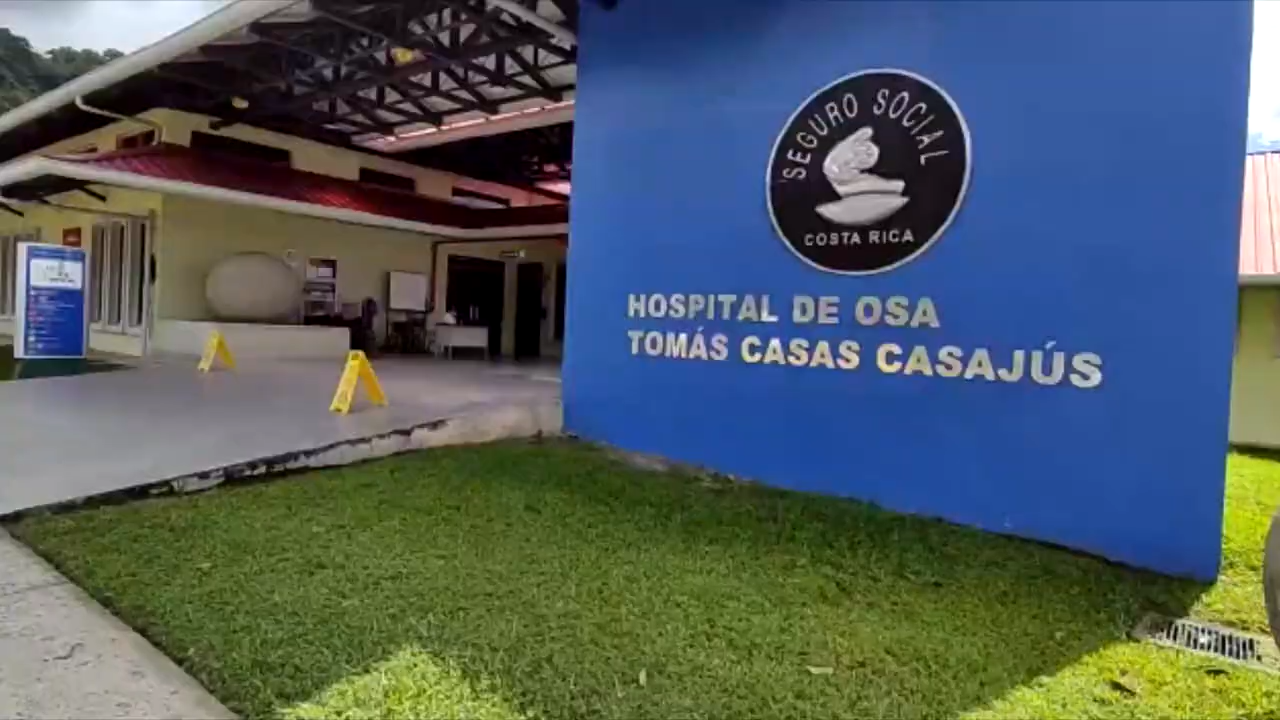 SEGURO SOCIAL
COSTA RICA
HOSPITAL DE OSA
TOMÁS CASAS CASAJÚS